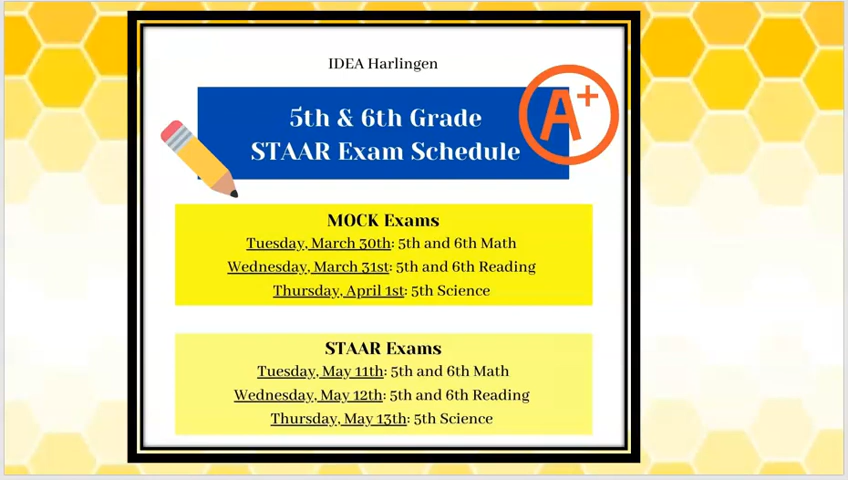 IDEA Harlingen
5th & 6th Grade
STAAR Exam Schedule
A+
MOCK Exams
Tuesday, March 30th: 5th and 6th Math
Wednesday, March 31st: 5th and 6th Reading
Thursday, April 1st: 5th Science
STAAR Exams
Tuesday, May 11th: 5th and 6th Math
Wednesday, May 12th: 5th and 6th Reading
Thursday, May 13th: 5th Science